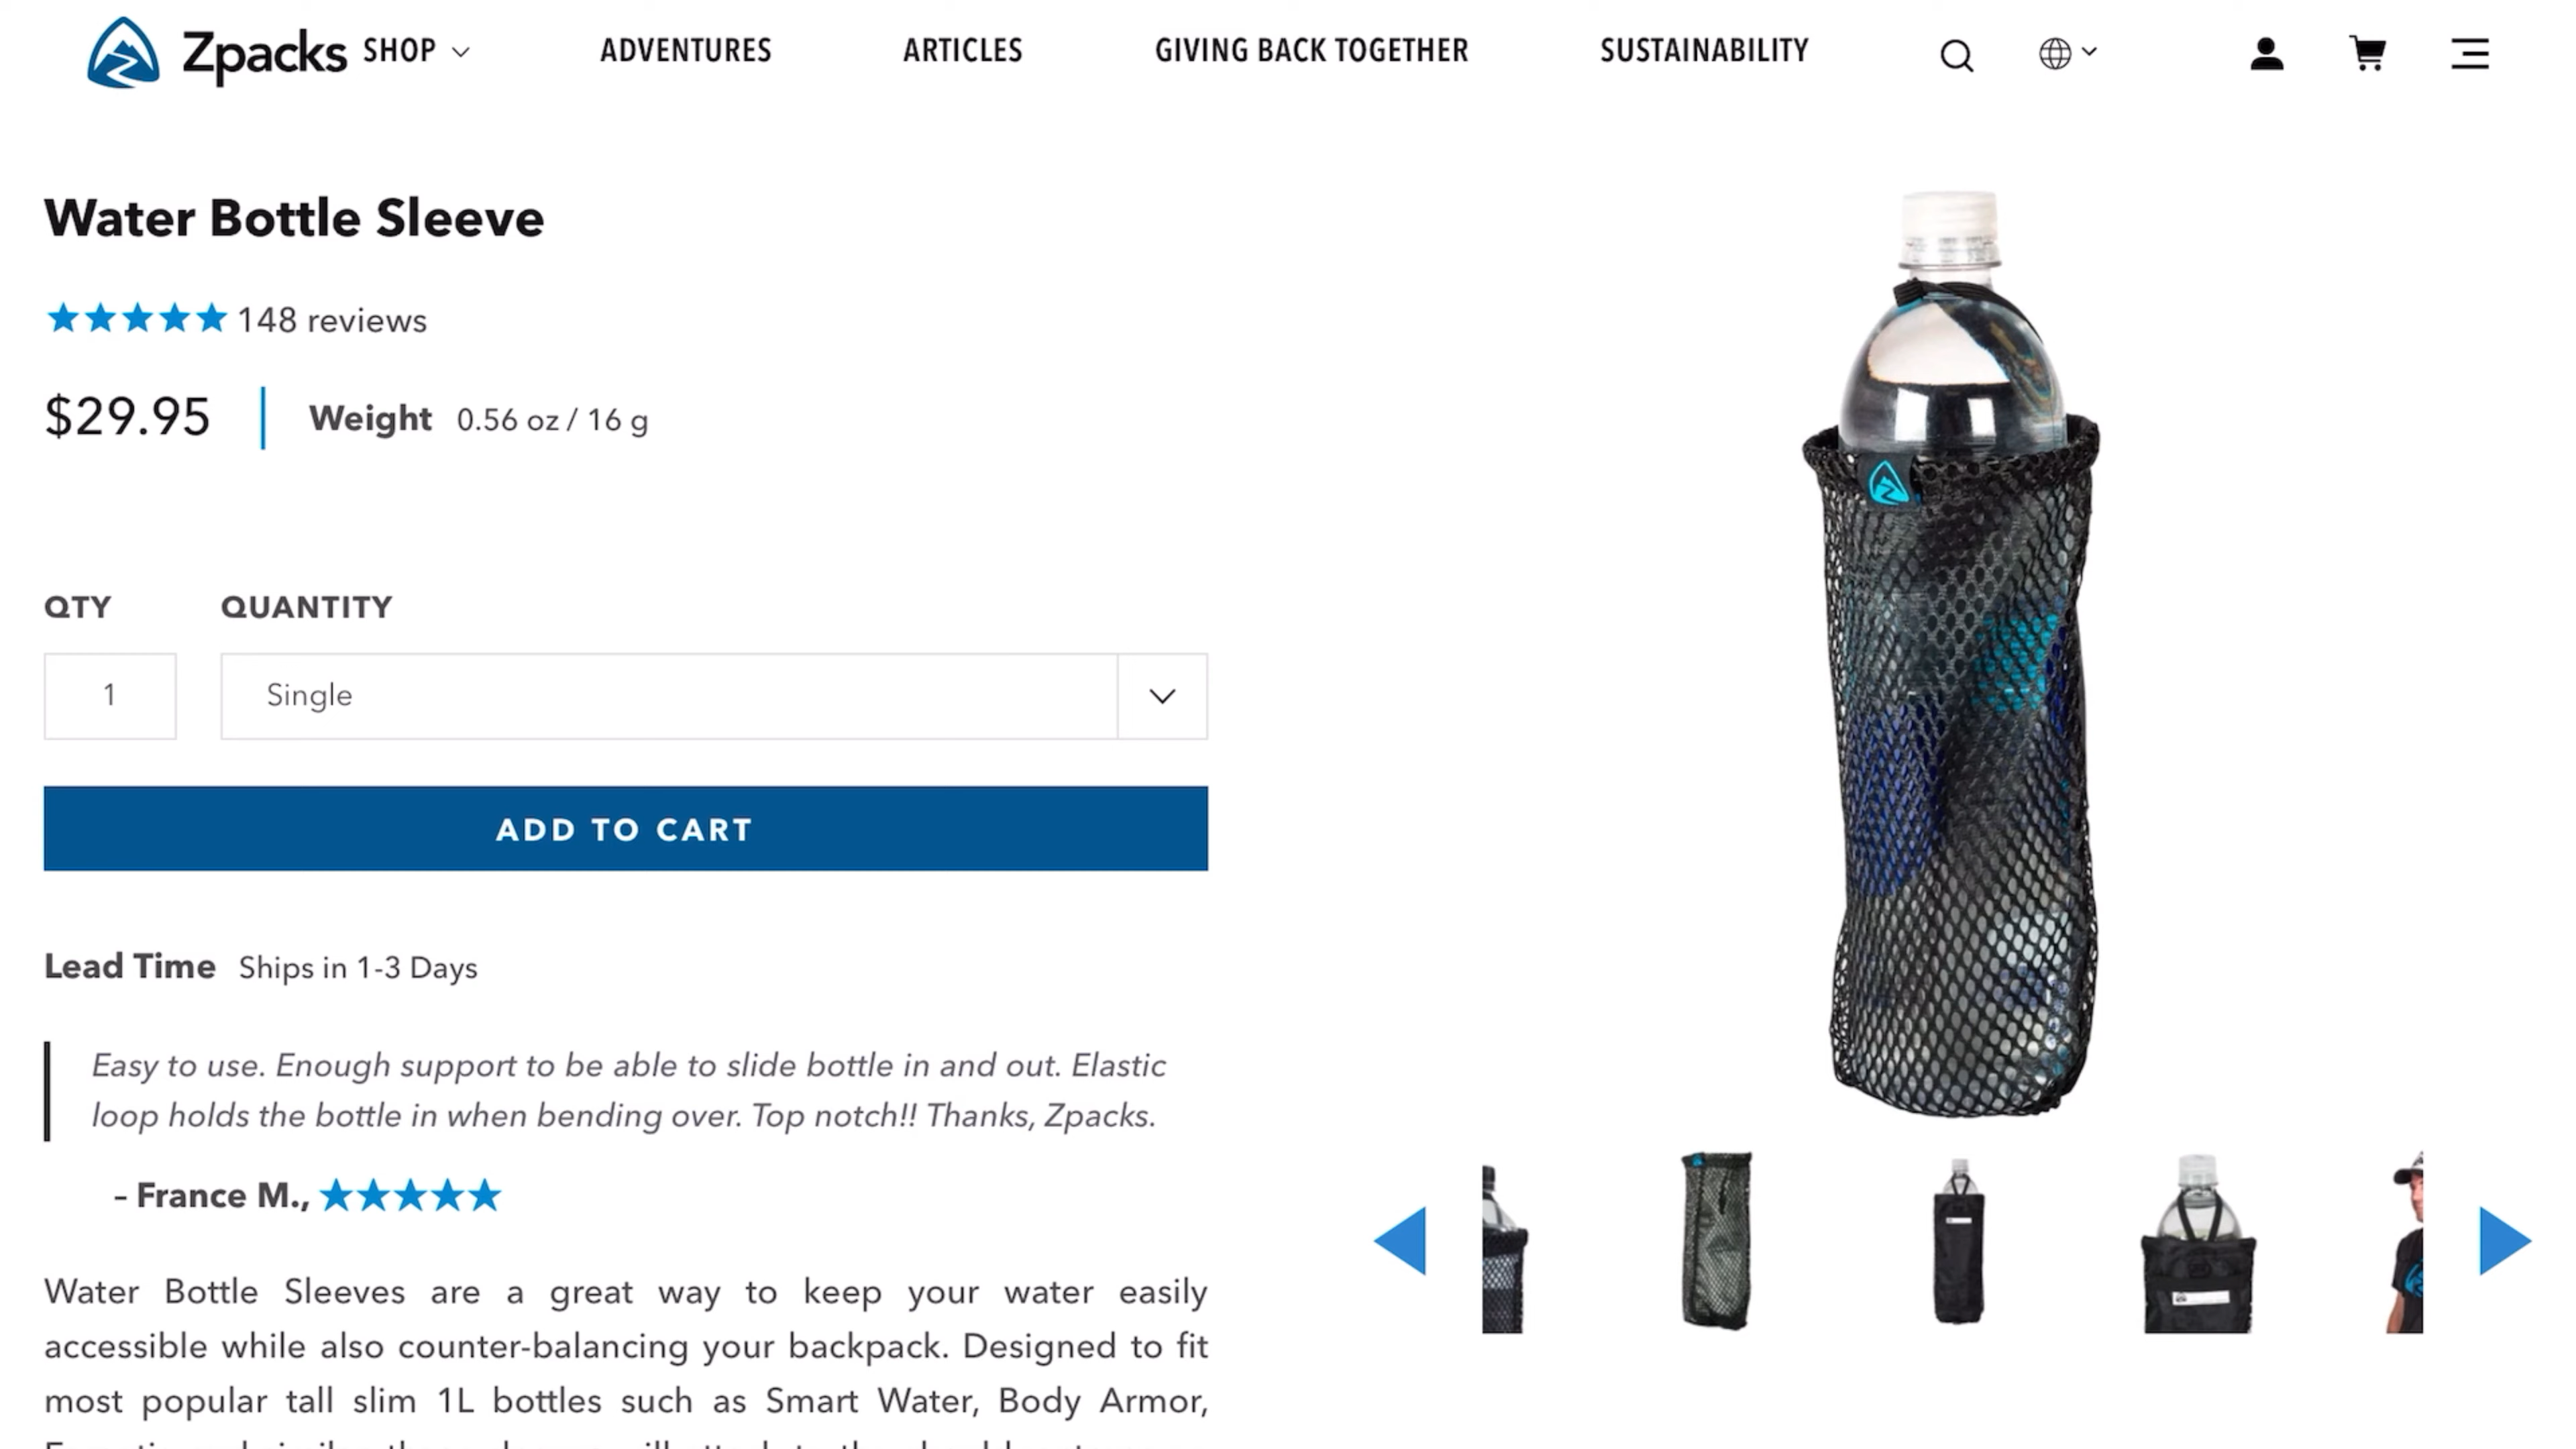 Zpacks
SHOP
ADVENTURES
ARTICLES
GIVING BACK TOGETHER
SUSTAINABILITY
Water Bottle Sleeve
148 reviews
$29.95
Weight 0.56 oz / 16 g
QTY
QUANTITY
1
Single
ADD TO CART
Lead Time Ships in 1-3 Days
Easy to use. Enough support to be able to slide bottle in and out. Elastic
loop holds the bottle in when bending over. Top notch!! Thanks, Zpacks.
– France M.,
Water Bottle Sleeves are a great way to keep your water easily
accessible while also counter-balancing your backpack. Designed to fit
most popular tall slim 1L bottles such as Smart Water, Body Armor,